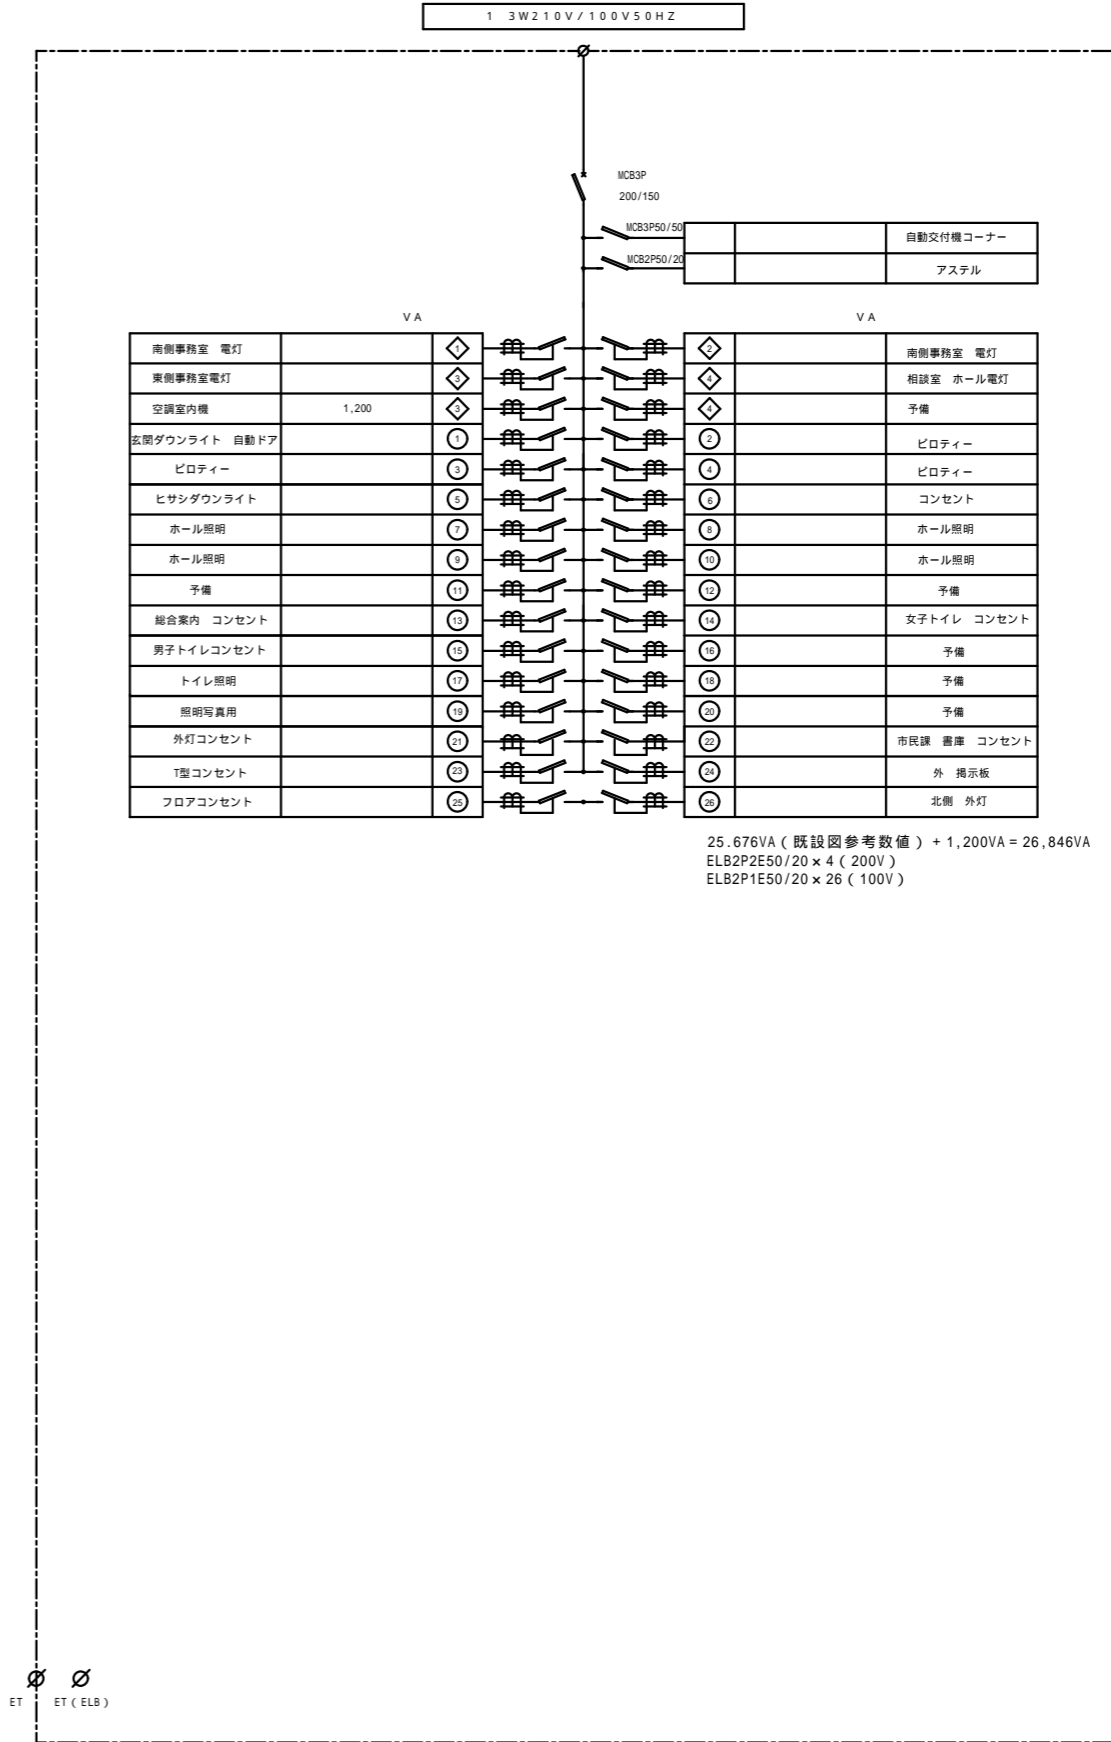 1 3W210V/100V50HZ
MCB3P
200/150
MCB3P50/50 自動交付機コーナー
MCB2P50/20 アステル
VA VA
南側事務室 電灯 1 2 南側事務室 電灯
東側事務室電灯 3 4 相談室 ホール電灯
空調室内機 1,200 3 4 予備
玄関ダウンライト 自動ドア 1 2 ピロティー
ピロティー 3 4 ピロティー
ヒサシダウンライト 5 6 コンセント
ホール照明 7 8 ホール照明
ホール照明 9 10 ホール照明
予備 11 12 予備
総合案内 コンセント 13 14 女子トイレ コンセント
男子トイレコンセント 15 16 予備
トイレ照明 17 18 予備
照明写真用 19 20 予備
外灯コンセント 21 22 市民課 書庫 コンセント
T型コンセント 23 24 外 掲示板
フロアコンセント 25 26 北側 外灯
25.676VA(既設図参考数値)+1,200VA=26,846VA
ELB2P2E50/20×4(200V)
ELB2P1E50/20×26(100V)
ET ET(ELB)